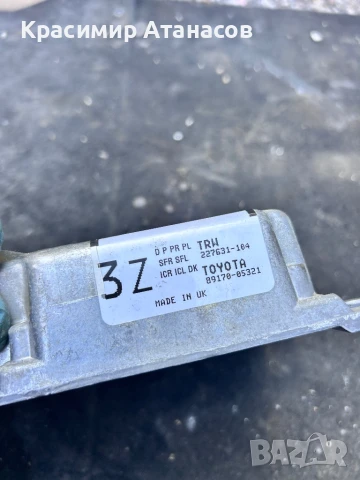 Красимир Атанасов
3Z
D P PR PL TRW
SFR SFL 227631-104
ICR ICL DK TOYOTA
89170-05321
MADE IN UK
BAZAR